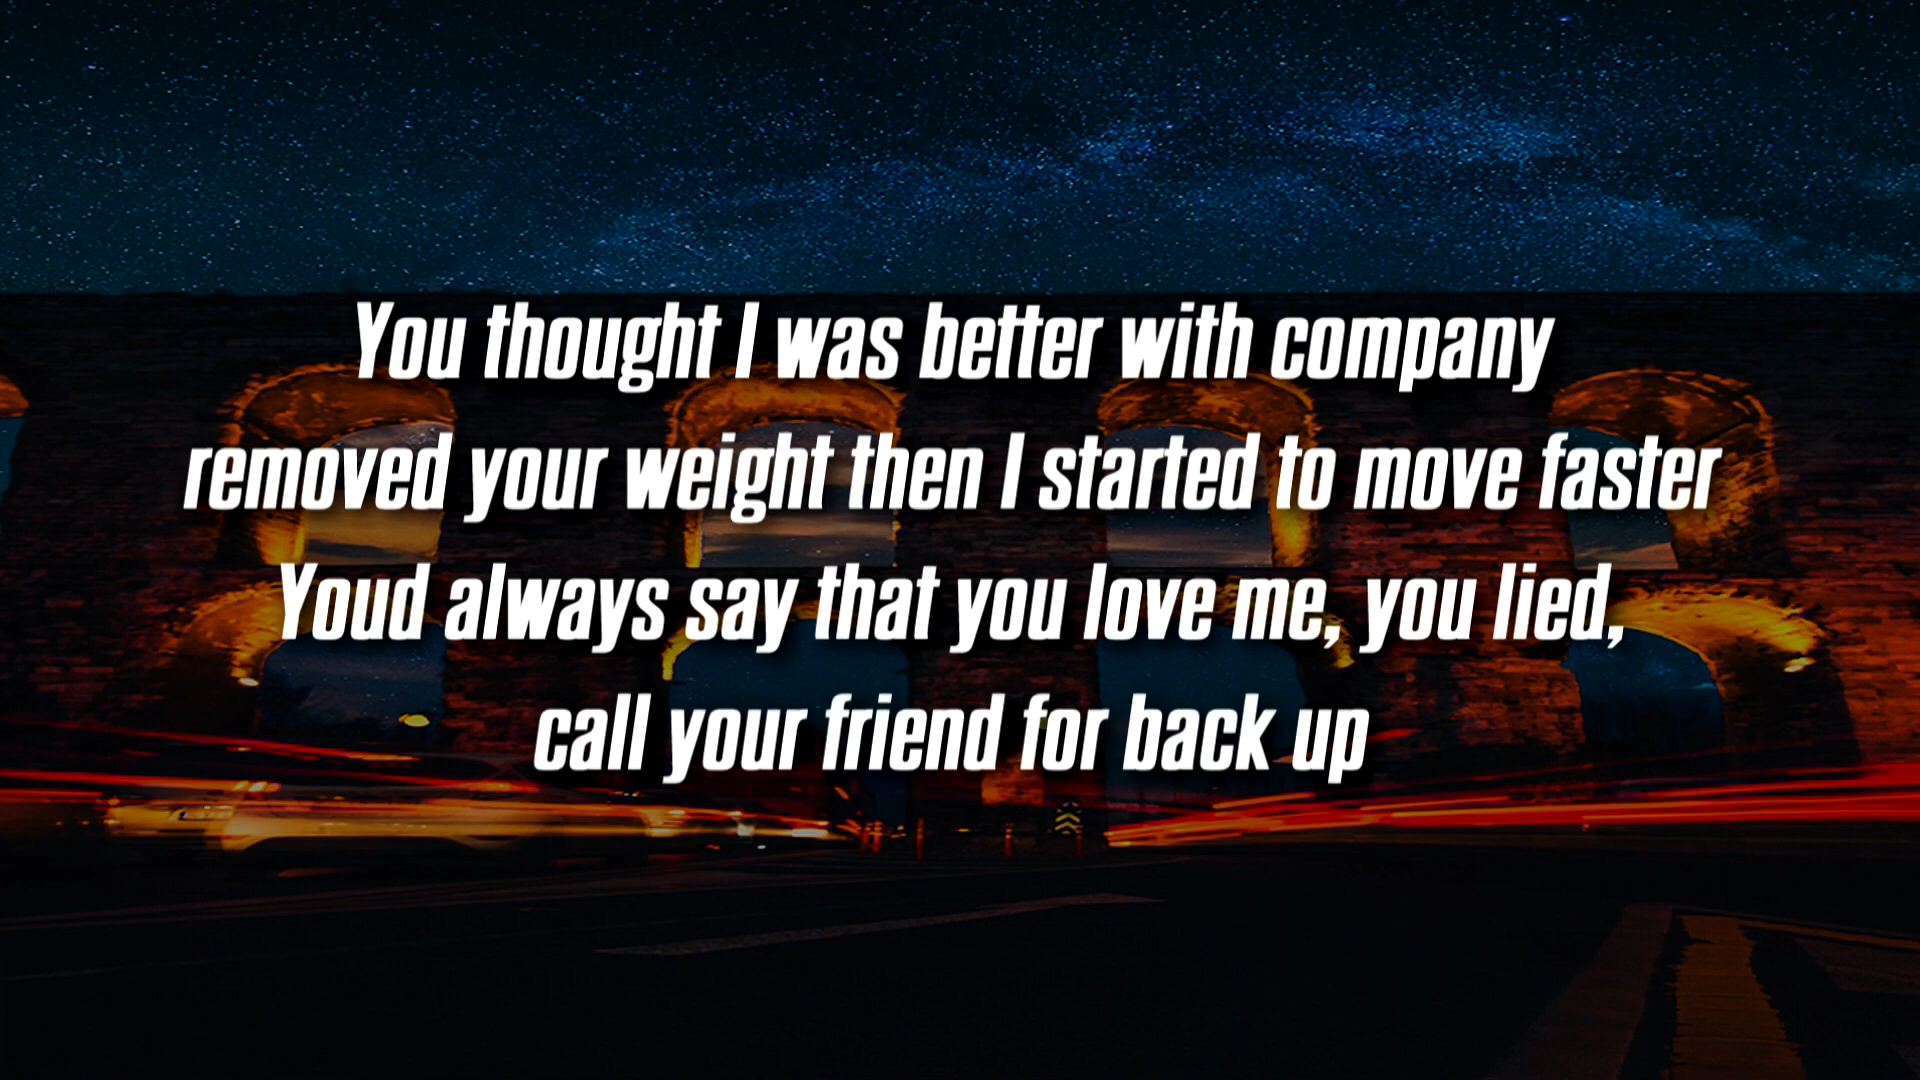 You thought I was better with company
removed your weight then I started to move faster
Youd always say that you love me, you lied,
call your friend for back up